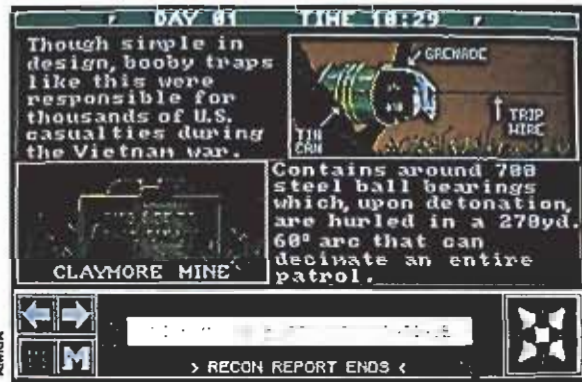 DAY 01 TIME 10:29
Though simple in
design, booby traps
like this were
responsible for
thousands of U.S.
casualties during
the Vietnam war.
GRENADE
TRIP
WIRE
TIN
CAN
Contains around 700
steel ball bearings
which, upon detonation,
are hurled in a 270yd.
60° arc that can
decimate an entire
patrol.
CLAYMORE MINE
M
> RECON REPORT ENDS <
AMIGA